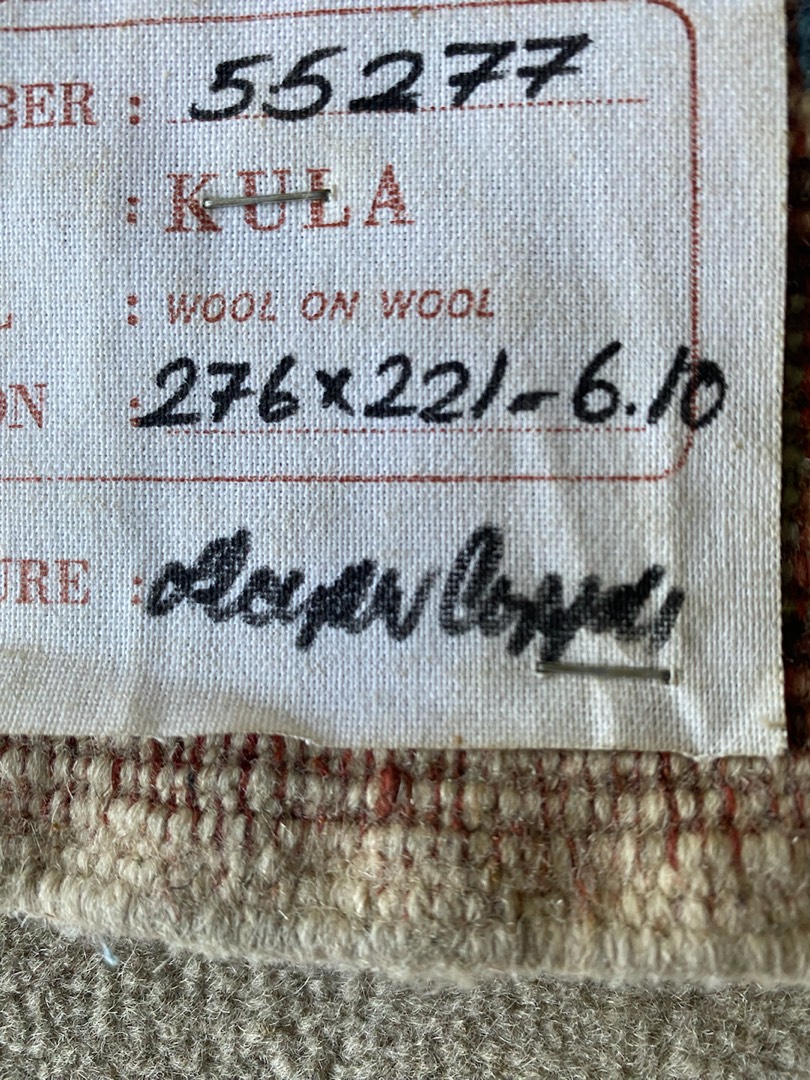 BER : 55277
: KULA
: WOOL ON WOOL
ON : 276x221-6.10
URE :